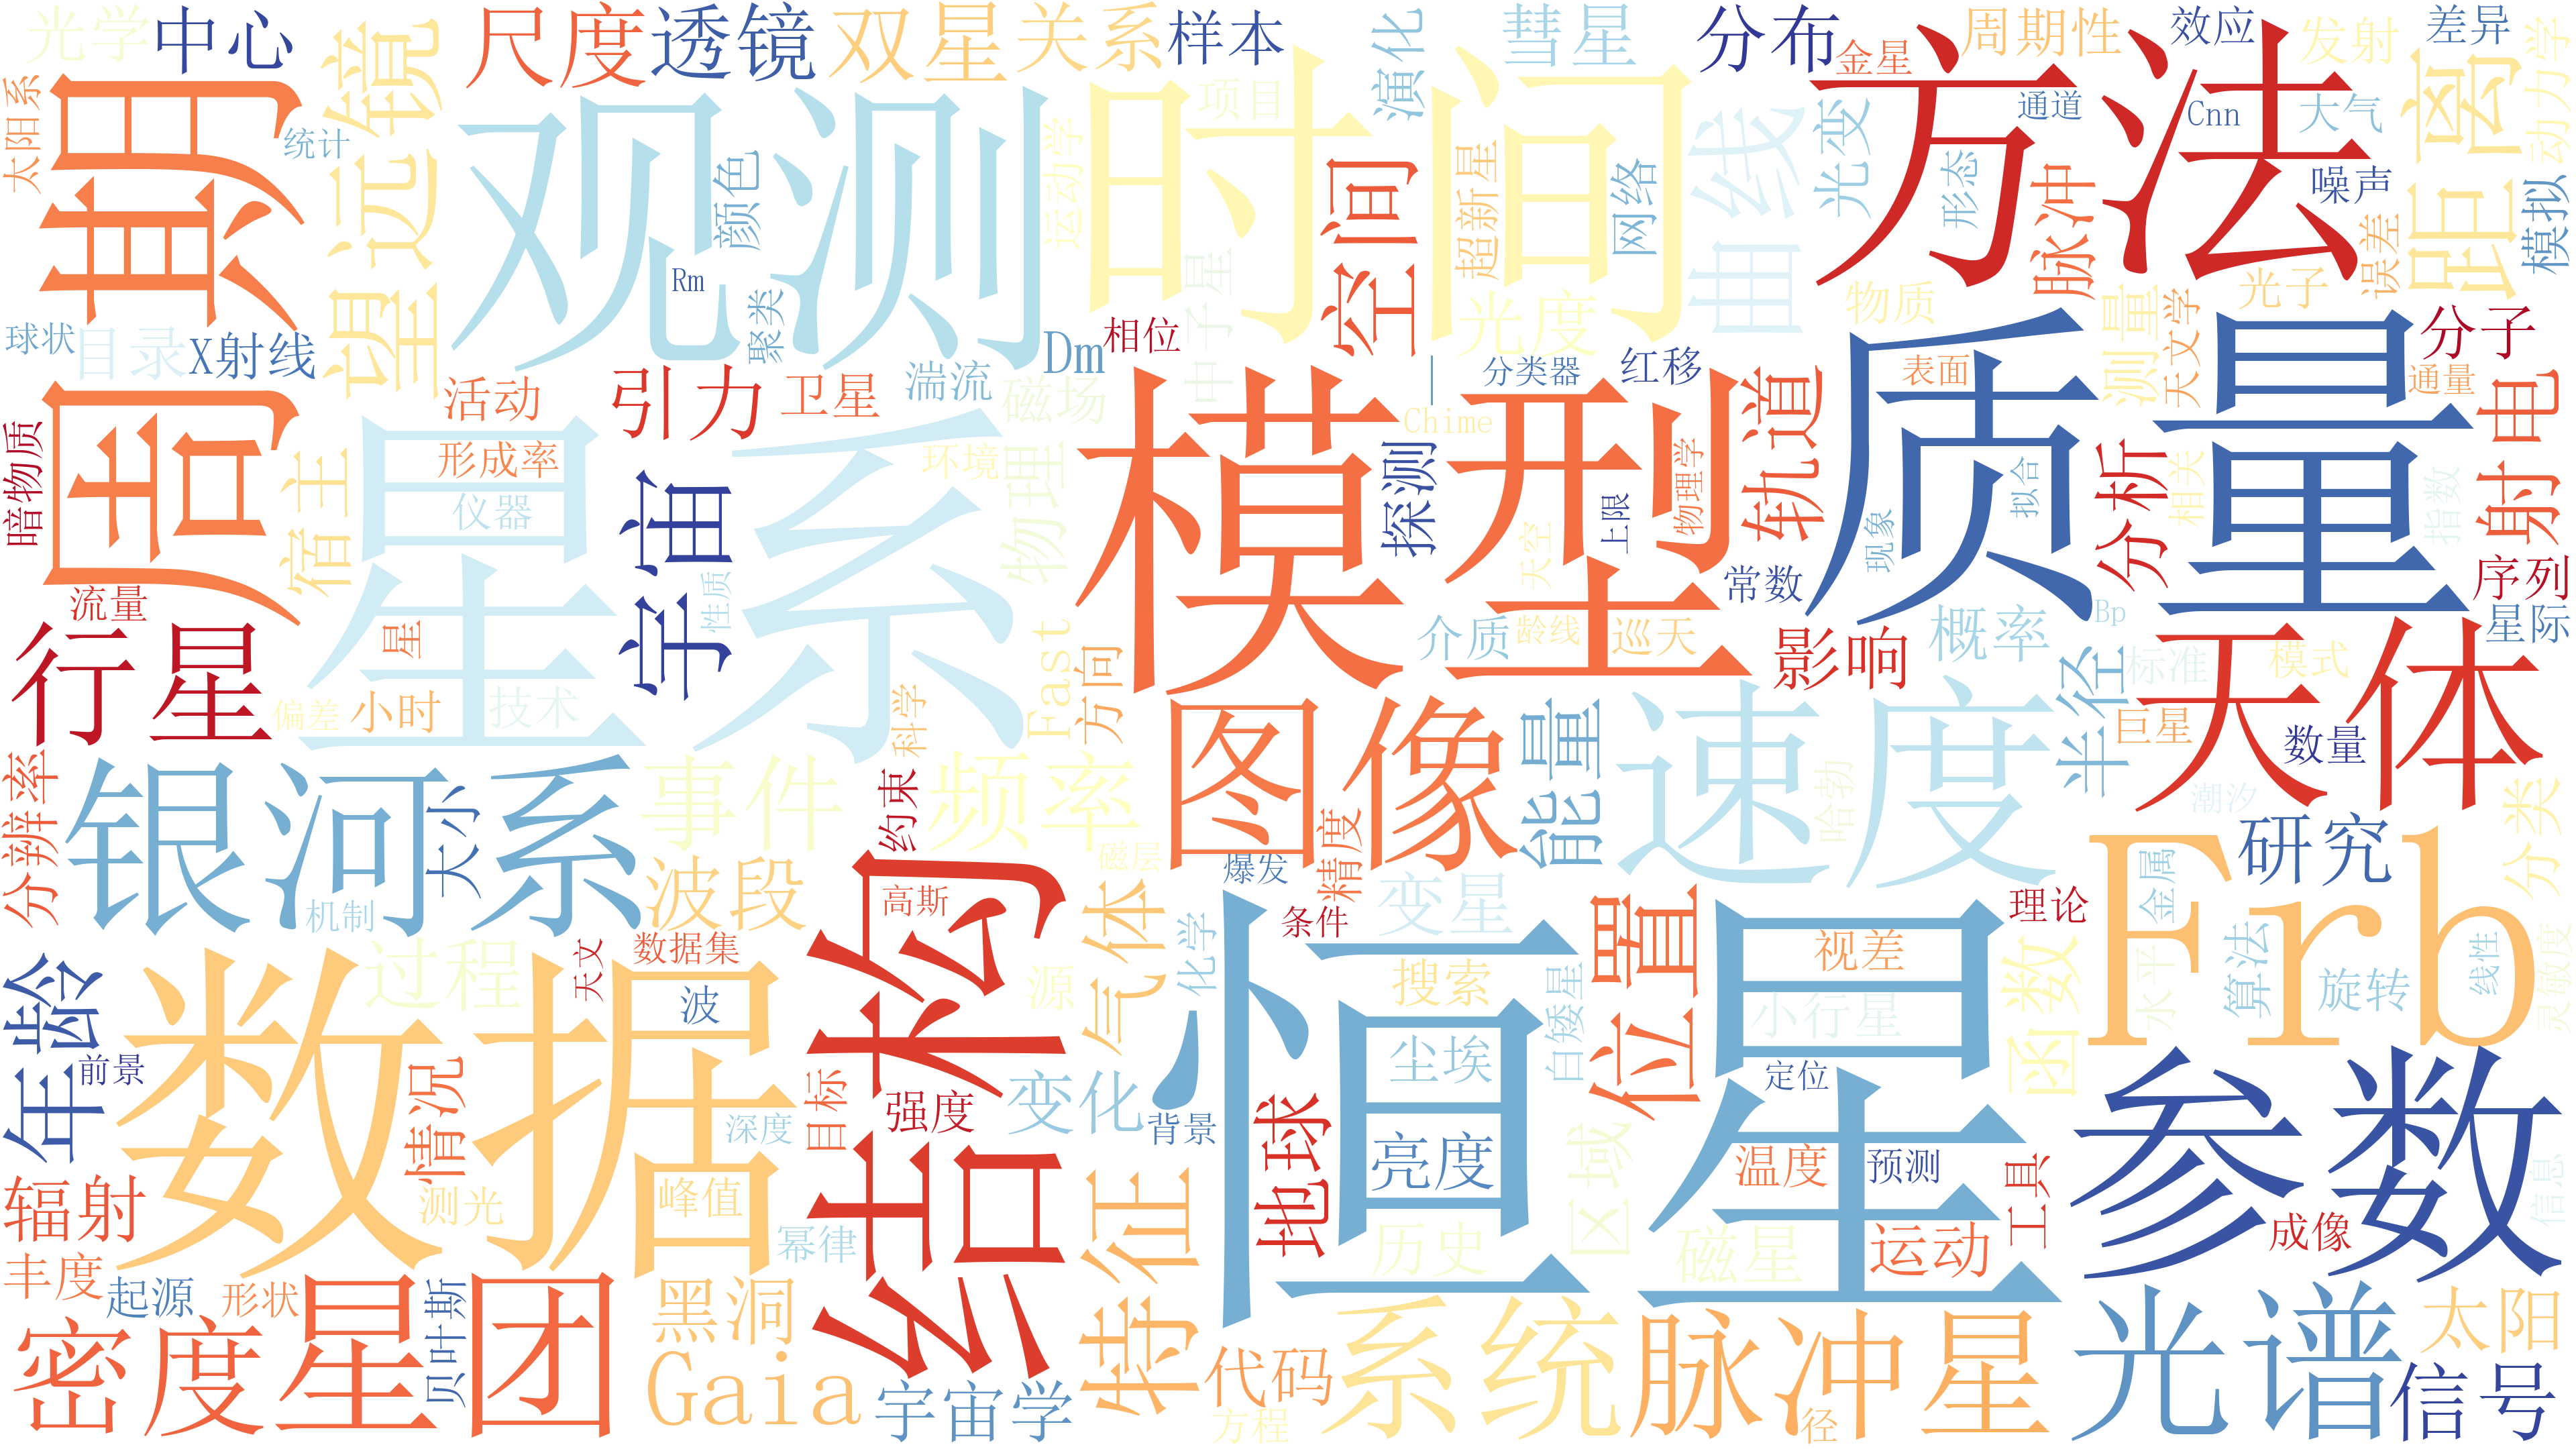 光学
中心
尺度
透镜
双星
关系
样本
演化
彗星
分布
金星
周期性
效应
发射
差异
动力学
太阳系
统计
周期
望远镜
观测
颜色
Rm
聚类
运动学
项目
时间
空间
超新星
网络
曲线
光变
方法
通道
Cnn
形态
脉冲
大气
噪声
距离
误差
模拟
球状
目录
X射线
活动
引力
卫星
湍流
磁场
Dm
相位
中子星
光度
一
分类器
红移
Chime
物质
测量
天文学
光子
分子
通量
表面
射电
暗物质
宿主
形成率
仪器
星系
宇宙
性质
环境
物理
模型
探测
天空
上限
物理学
轨道
质量
现象
拟合
分析
相关
指数
序列
星际
流量
行星
星
偏差
小时
技术
科学
Fast
方向
介质
龄线
巡天
常数
影响
概率
Bp
标准
模式
天体
半径
巨星
数量
潮汐
分辨率
银河系
大小
事件
约束
频率
磁层
图像
精度
能量
速度
哈勃
研究
分类
机制
波段
高斯
结构
气体
爆发
条件
变星
恒星
理论
金属
Frb
年龄
前景
数据
过程
天文
数据集
波
源
化学
搜索
白矮星
位置
视差
小行星
函数
水平
算法
旋转
线性
灵敏度
情况
目标
深度
强度
变化
背景
尘埃
亮度
定位
区域
温度
预测
工具
参数
辐射
测光
峰值
幂律
特征
地球
历史
磁星
运动
成像
信息
丰度
起源
形状
贝叶斯
密度
星团
黑洞
Gaia
宇宙学
代码
方程
系统
脉冲星
径
光谱
太阳
信号